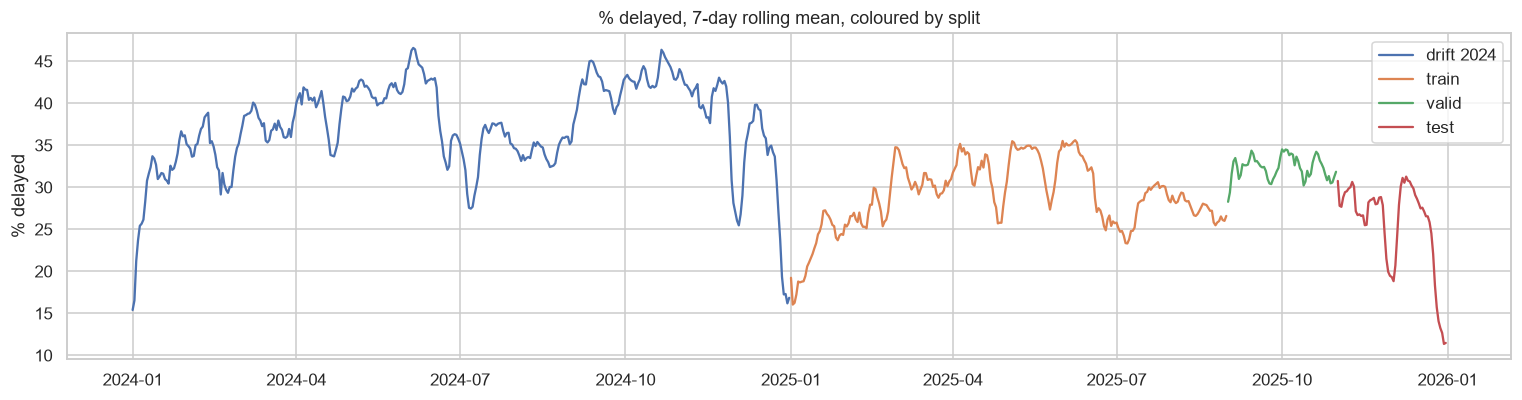 % delayed, 7-day rolling mean, coloured by split
% delayed
45
40
35
30
25
20
15
10
drift 2024
train
valid
test
2024-01
2024-04
2024-07
2024-10
2025-01
2025-04
2025-07
2025-10
2026-01